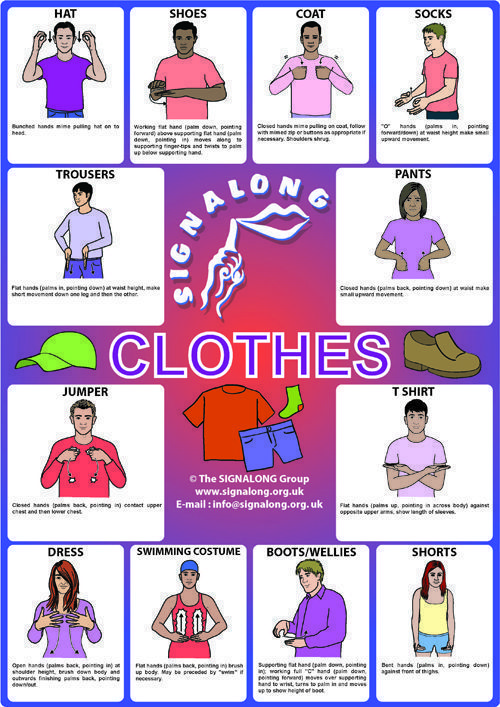 HAT
Bunched hands mime pulling hat on to
head.
SHOES
Working flat hand (palm down, pointing
forward) above supporting flat hand (palm
down, pointing in) moves along to
supporting finger-tips and twists to palm
up below supporting hand.
COAT
Closed hands mime pulling on coat, follow
with mimed zip or buttons as appropriate if
necessary. Shoulders shrug.
SOCKS
"O" hands (palms in, pointing
forward/down) at waist height make small
upward movement.
TROUSERS
Flat hands (palms in, pointing down) at waist height, make
short movement down one leg and then the other.
SIGNALONG
PANTS
Closed hands (palms back, pointing down) at waist make
small upward movement.
CLOTHES
JUMPER
Closed hands (palms back, pointing in) contact upper
chest and then lower chest.
© The SIGNALONG Group
www.signalong.org.uk
E-mail : info@signalong.org.uk
T SHIRT
Flat hands (palms up, pointing in across body) against
opposite upper arms, show length of sleeves.
DRESS
Open hands (palms back, pointing in) at
shoulder height, brush down body and
outwards finishing palms back, pointing
down/out.
SWIMMING COSTUME
Flat hands (palms back, pointing in) brush
up body. May be preceded by "swim" if
necessary.
BOOTS/WELLIES
Supporting flat hand (palm down, pointing
in); working full "C" hand (palm down,
pointing forward) moves over supporting
hand to wrist, turns to palm in and moves
up to show height of boot.
SHORTS
Bent hands (palms in, pointing down)
against front of thighs.